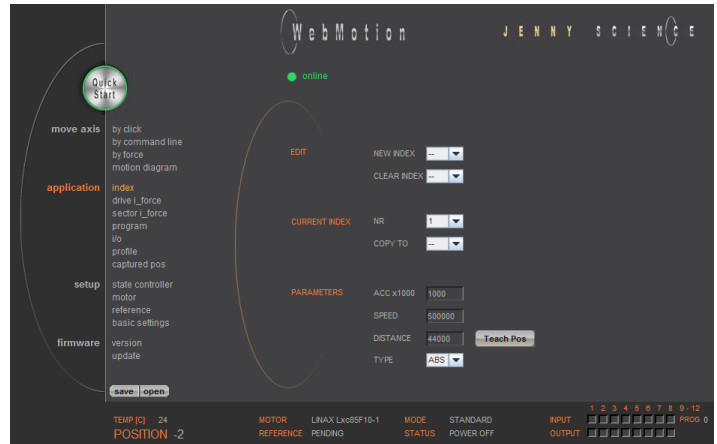 WebMotion
JENNY SCIENCE
Quick
Start
online
move axis
by click
by command line
by force
motion diagram
application
index
drive i_force
sector i_force
program
i/o
profile
captured pos
setup
state controller
motor
reference
basic settings
firmware
version
update
save open
EDIT
NEW INDEX --
CLEAR INDEX --
CURRENT INDEX
NR 1
COPY TO --
PARAMETERS
ACC x1000 1000
SPEED 500000
DISTANCE 44000 Teach Pos
TYPE ABS
TEMP [C] 24
POSITION -2
MOTOR LINAX Lxc85F10-1
REFERENCE PENDING
MODE STANDARD
STATUS POWER OFF
1 2 3 4 5 6 7 8 9-12
INPUT PROG 0
OUTPUT